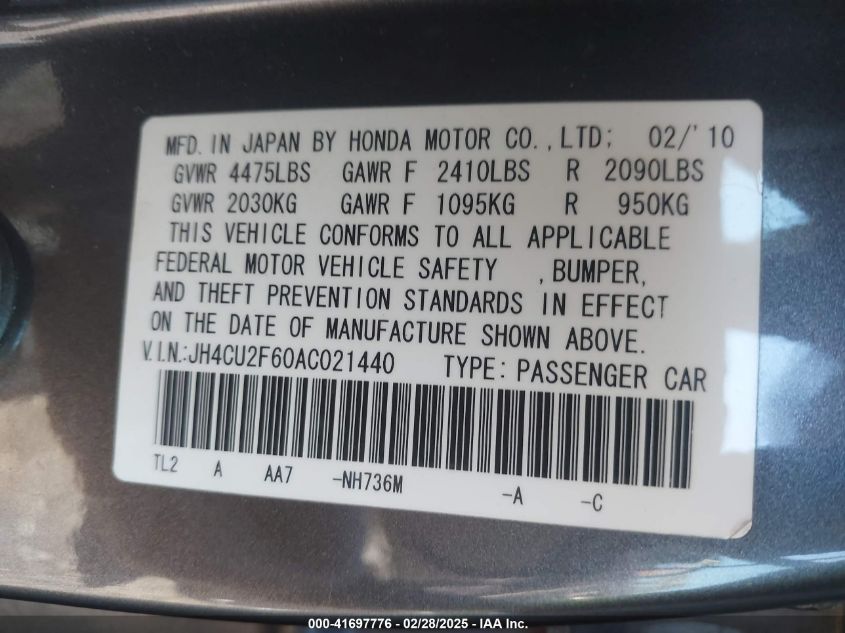 MFD. IN JAPAN BY HONDA MOTOR CO.,LTD; 02/'10
GVWR 4475LBS GAWR F 2410LBS R 2090LBS
GVWR 2030KG GAWR F 1095KG R 950KG
THIS VEHICLE CONFORMS TO ALL APPLICABLE
FEDERAL MOTOR VEHICLE SAFETY ,BUMPER,
AND THEFT PREVENTION STANDARDS IN EFFECT
ON THE DATE OF MANUFACTURE SHOWN ABOVE.
V.I.N.:JH4CU2F60AC021440 TYPE: PASSENGER CAR
TL2 A AA7 -NH736M -A -C
000-41697776 - 02/28/2025 - IAA Inc.